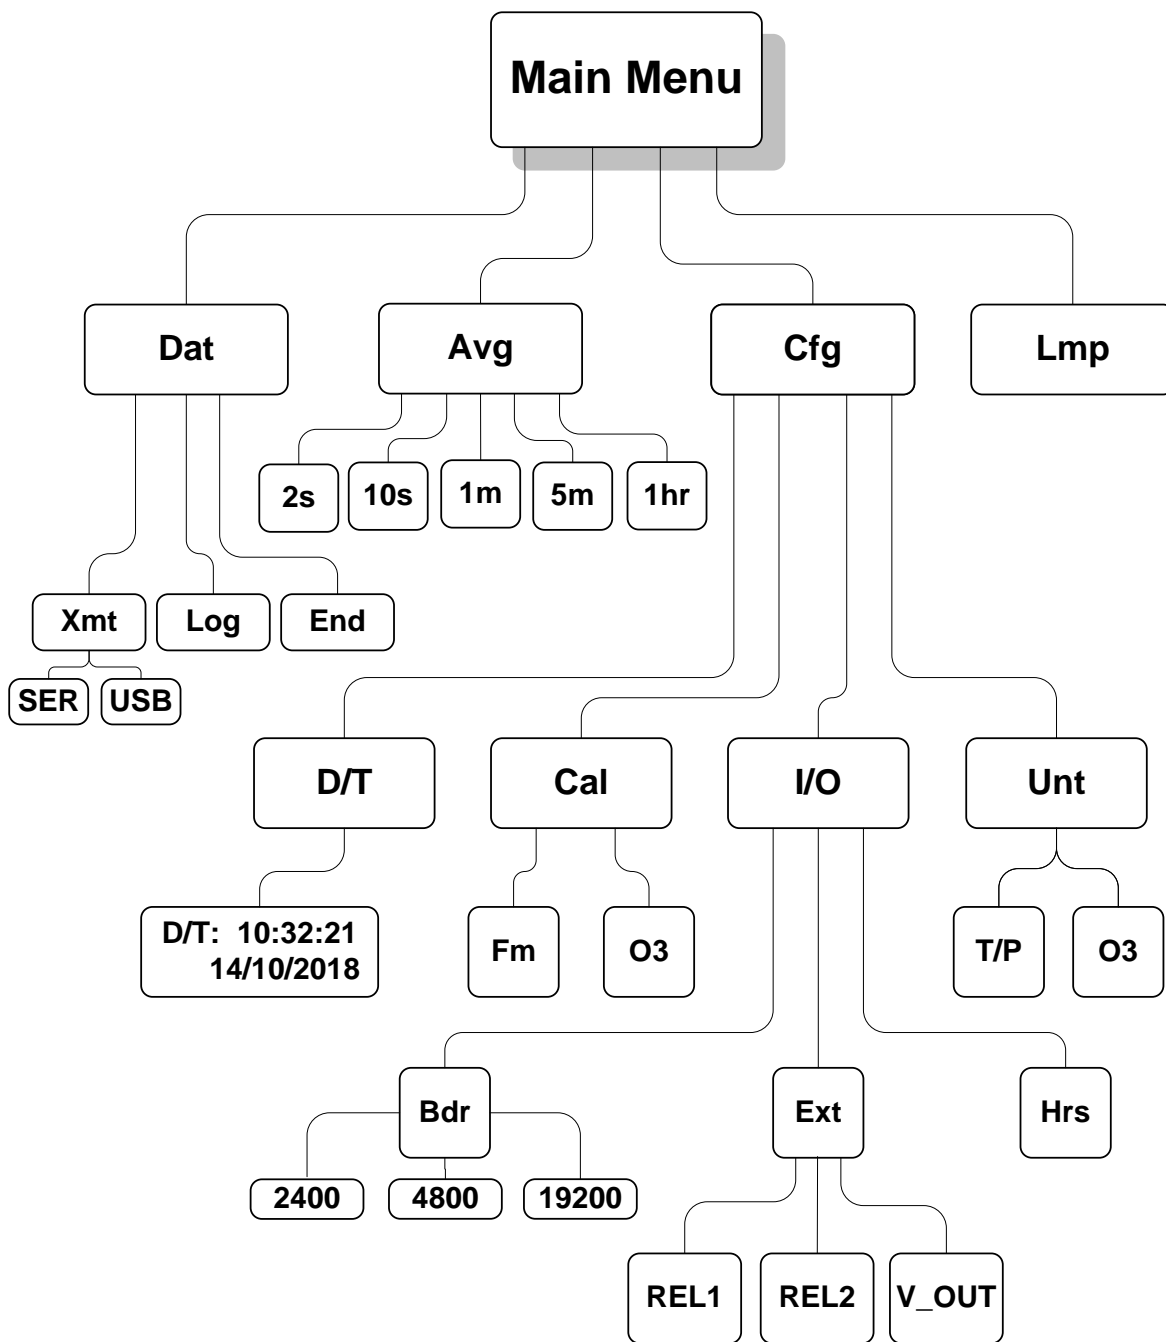 Main Menu
Dat
Avg
Cfg
Lmp
2s
10s
1m
5m
1hr
Xmt
Log
End
SER
USB
D/T
Cal
I/O
Unt
D/T: 10:32:21
14/10/2018
Fm
O3
T/P
O3
Bdr
Ext
Hrs
2400
4800
19200
REL1
REL2
V_OUT